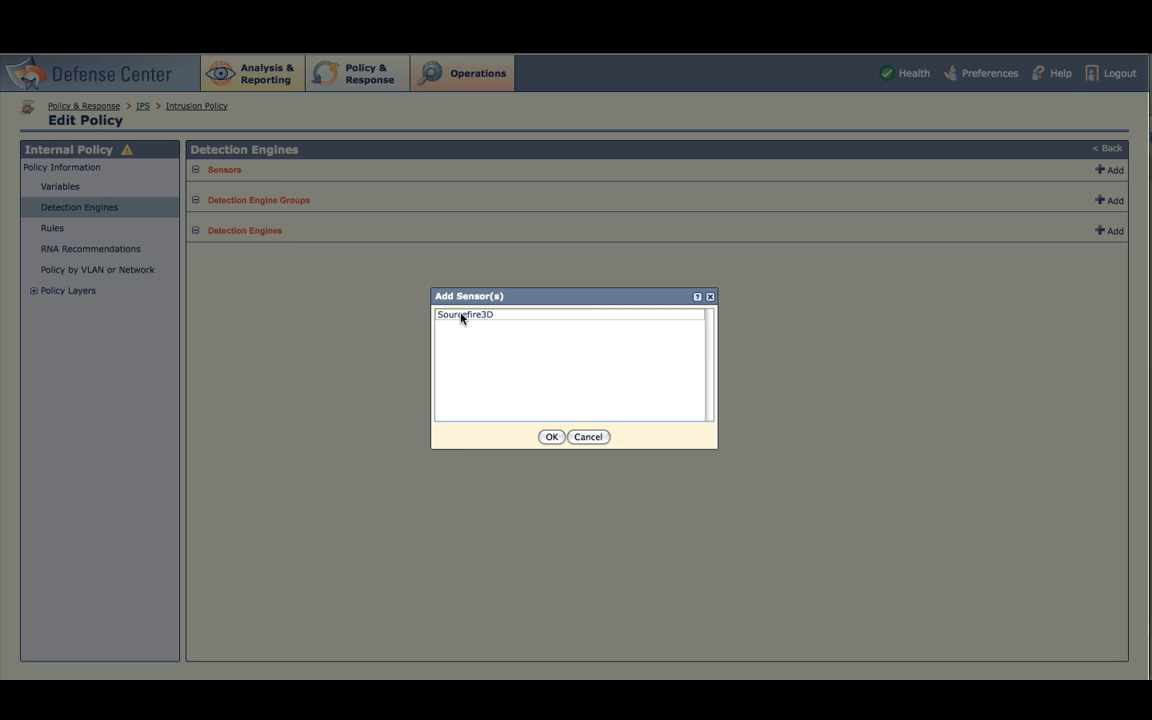 Defense Center
Analysis & Reporting
Policy & Response
Operations
Health
Preferences
Help
Logout
Policy & Response > IPS > Intrusion Policy
Edit Policy
Internal Policy
Policy Information
Variables
Detection Engines
Rules
RNA Recommendations
Policy by VLAN or Network
Policy Layers
Detection Engines
< Back
Sensors
Add
Detection Engine Groups
Add
Detection Engines
Add
Add Sensor(s)
Sourcefire3D
OK
Cancel